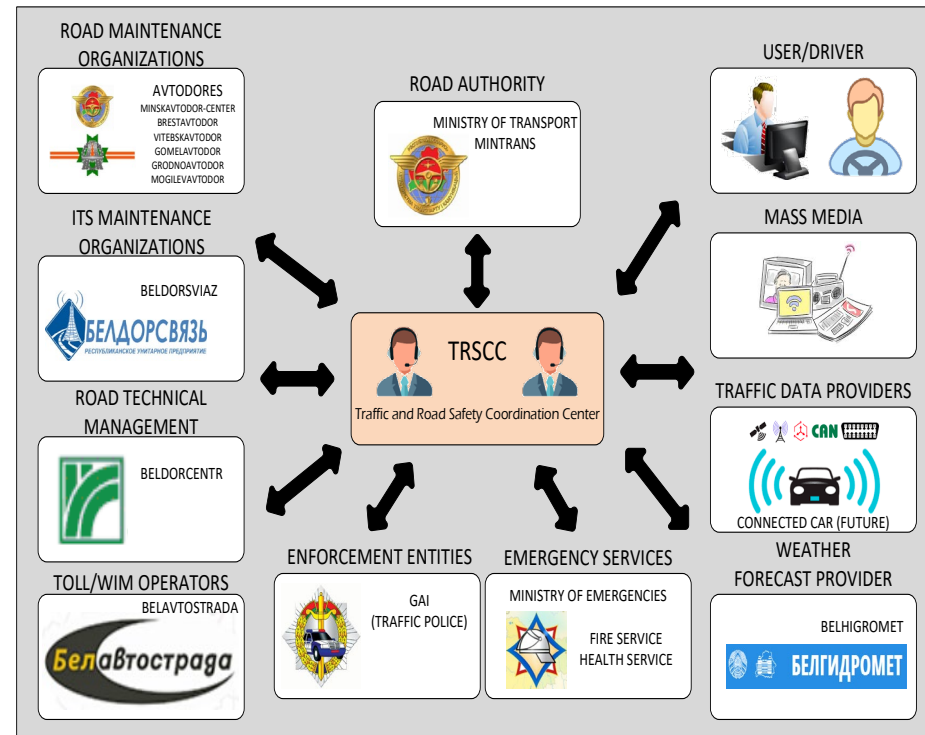 ROAD MAINTENANCE
ORGANIZATIONS
AVTODORES
MINSKAVTODOR-CENTER
BRESTAVTODOR
VITEBSKAVTODOR
GOMELAVTODOR
GRODNOAVTODOR
MOGILEVAVTODOR
ROAD AUTHORITY
MINISTRY OF TRANSPORT
MINTRANS
USER/DRIVER
ITS MAINTENANCE
ORGANIZATIONS
BELDORSVIAZ
БЕЛДОРСВЯЗЬ
РЕСПУБЛИКАНСКОЕ УНИТАРНОЕ ПРЕДПРИЯТИЕ
MASS MEDIA
TRSCC
Traffic and Road Safety Coordination Center
ROAD TECHNICAL
MANAGEMENT
BELDORCENTR
TRAFFIC DATA PROVIDERS
CAN
CONNECTED CAR (FUTURE)
TOLL/WIM OPERATORS
BELAVTOSTRADA
Белавтострада
ENFORCEMENT ENTITIES
GAI
(TRAFFIC POLICE)
EMERGENCY SERVICES
MINISTRY OF EMERGENCIES
FIRE SERVICE
HEALTH SERVICE
WEATHER
FORECAST PROVIDER
BELHIGROMET
БЕЛГИДРОМЕТ